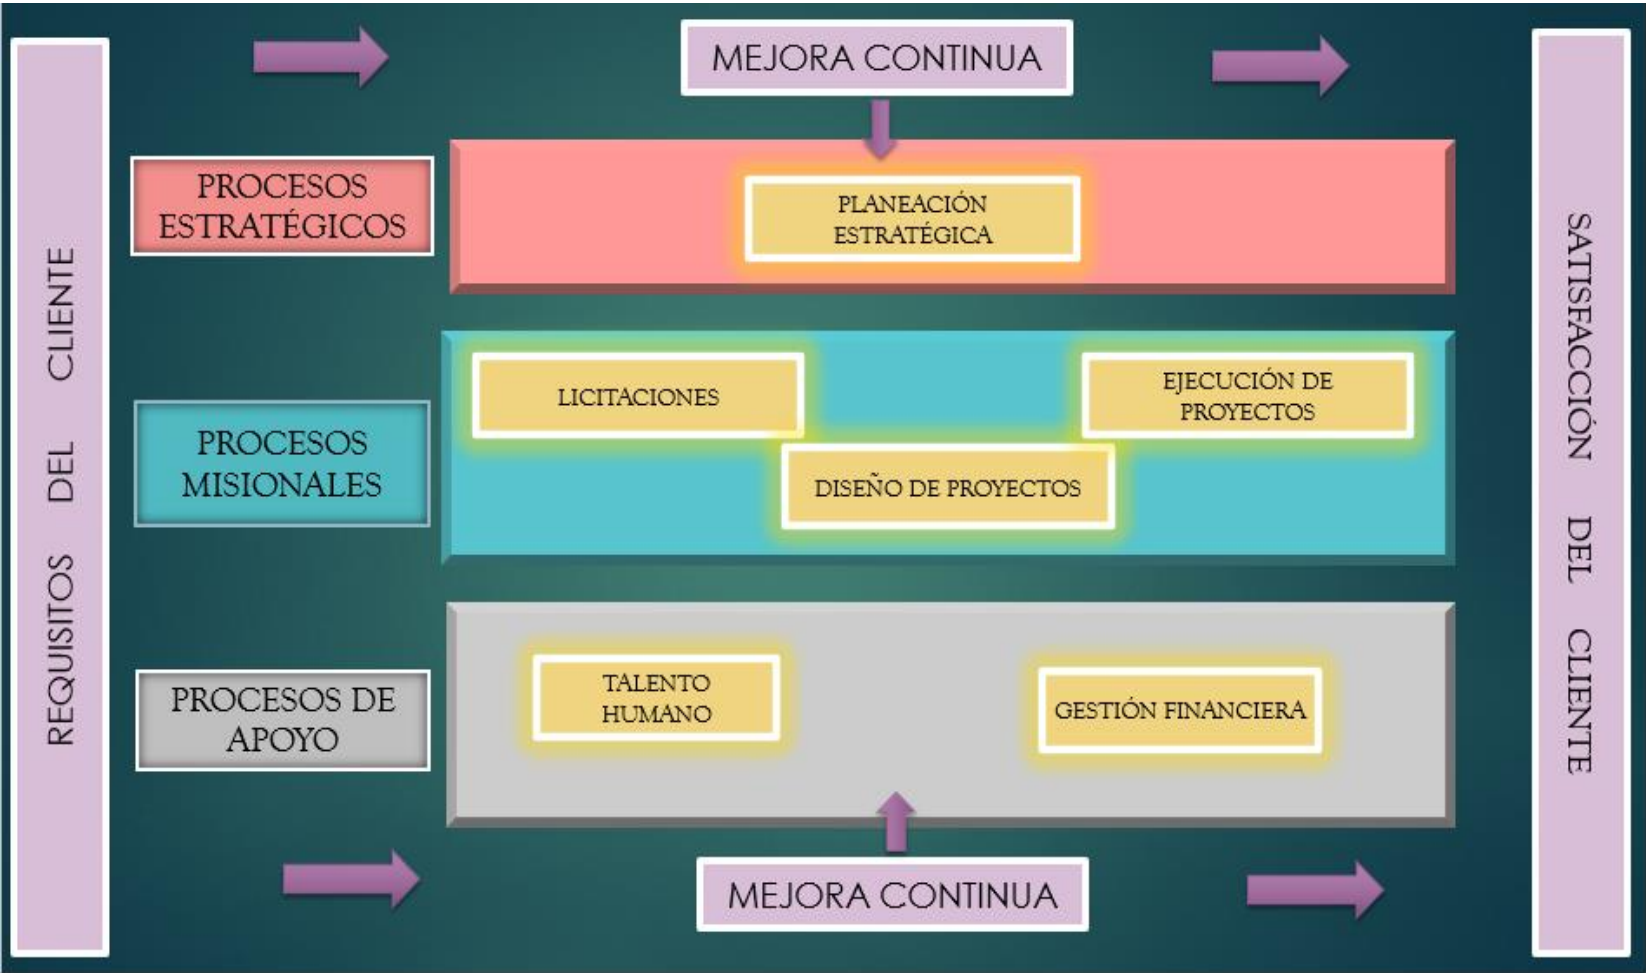 MEJORA CONTINUA
REQUISITOS DEL CLIENTE
PROCESOS
ESTRATÉGICOS
PLANEACIÓN
ESTRATÉGICA
PROCESOS
MISIONALES
LICITACIONES
EJECUCIÓN DE
PROYECTOS
DISEÑO DE PROYECTOS
PROCESOS DE
APOYO
TALENTO
HUMANO
GESTIÓN FINANCIERA
MEJORA CONTINUA
SATISFACCIÓN DEL CLIENTE